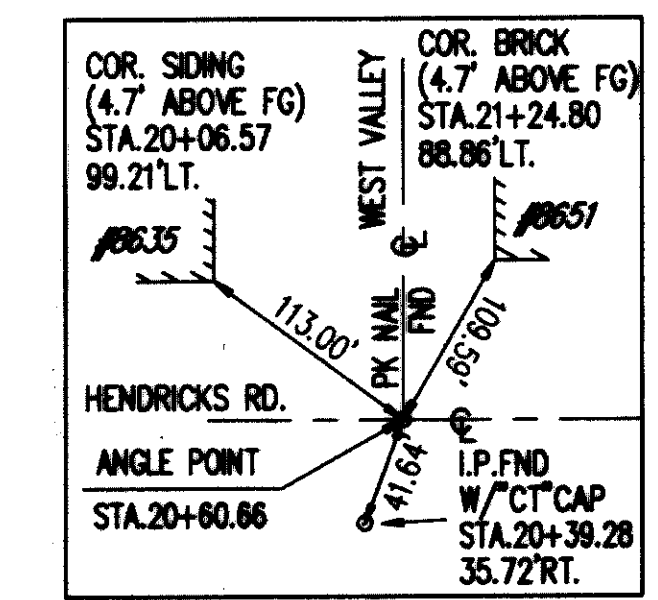 COR. SIDING
(4.7' ABOVE FG)
STA.20+06.57
99.21'LT.
#8635
WEST VALLEY
COR. BRICK
(4.7' ABOVE FG)
STA.21+24.80
88.86'LT.
#8651
℄
113.00'
PK NAIL
FND
109.59'
HENDRICKS RD.
℄
ANGLE POINT
STA.20+60.66
41.64'
I.P.FND
W/"CT"CAP
STA.20+39.28
35.72'RT.